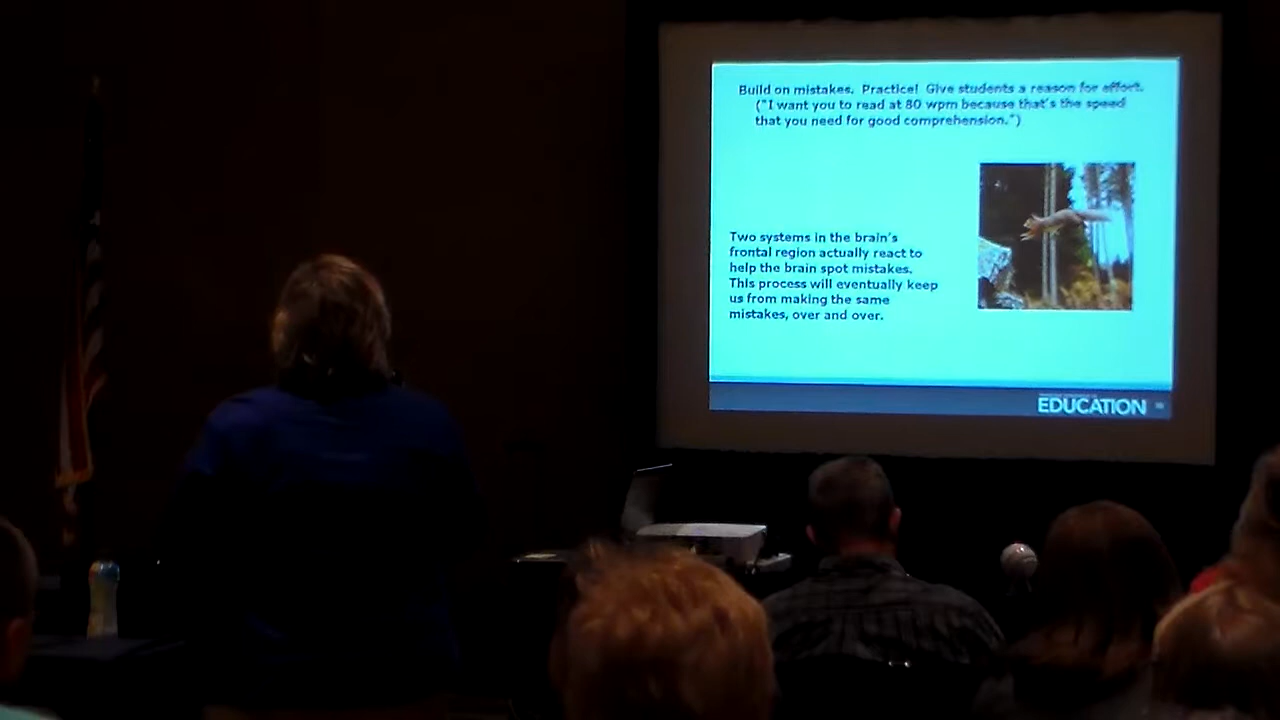 Build on mistakes. Practice! Give students a reason for effort.
("I want you to read at 80 wpm because that's the speed
that you need for good comprehension.")
Two systems in the brain's
frontal region actually react to
help the brain spot mistakes.
This process will eventually keep
us from making the same
mistakes, over and over.
EDUCATION